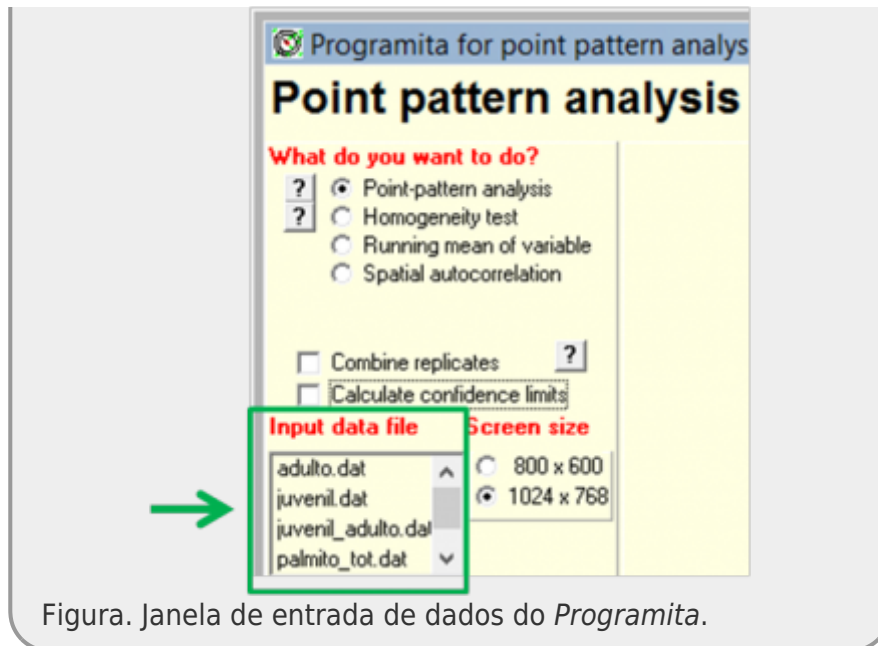 Programita for point pattern analys
Point pattern analysis
What do you want to do?
? Point-pattern analysis
? Homogeneity test
Running mean of variable
Spatial autocorrelation
Combine replicates ?
Calculate confidence limits
Input data file Screen size
adulto.dat 800 x 600
juvenil.dat 1024 x 768
juvenil_adulto.dat
palmito_tot.dat
Figura. Janela de entrada de dados do Programita.